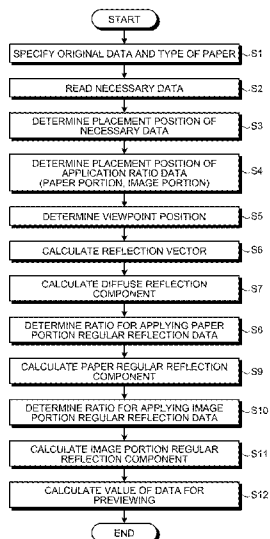 START
SPECIFY ORIGINAL DATA AND TYPE OF PAPER
S1
READ NECESSARY DATA
S2
DETERMINE PLACEMENT POSITION OF
NECESSARY DATA
S3
DETERMINE PLACEMENT POSITION OF
APPLICATION RATIO DATA
(PAPER PORTION, IMAGE PORTION)
S4
DETERMINE VIEWPOINT POSITION
S5
CALCULATE REFLECTION VECTOR
S6
CALCULATE DIFFUSE REFLECTION
COMPONENT
S7
DETERMINE RATIO FOR APPLYING PAPER
PORTION REGULAR REFLECTION DATA
S8
CALCULATE PAPER REGULAR REFLECTION
COMPONENT
S9
DETERMINE RATIO FOR APPLYING IMAGE
PORTION REGULAR REFLECTION DATA
S10
CALCULATE IMAGE PORTION REGULAR
REFLECTION COMPONENT
S11
CALCULATE VALUE OF DATA FOR
PREVIEWING
S12
END